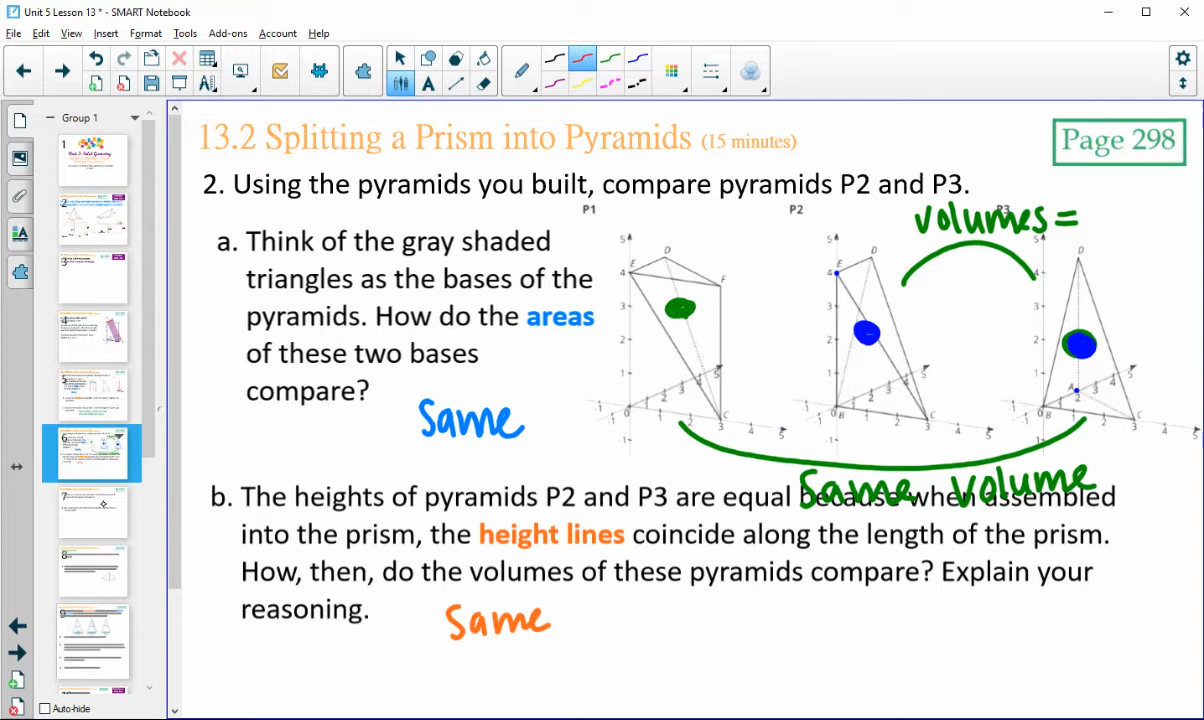 Unit 5 Lesson 13 * - SMART Notebook
File Edit View Insert Format Tools Add-ons Account Help
Group 1
13.2 Splitting a Prism into Pyramids (15 minutes)
Page 298
2. Using the pyramids you built, compare pyramids P2 and P3.
P1 P2 P3
volumes =
a. Think of the gray shaded
triangles as the bases of the
pyramids. How do the areas
of these two bases
compare?
same
same volume
b. The heights of pyramids P2 and P3 are equal because when assembled
into the prism, the height lines coincide along the length of the prism.
How, then, do the volumes of these pyramids compare? Explain your
reasoning.
same
Auto-hide